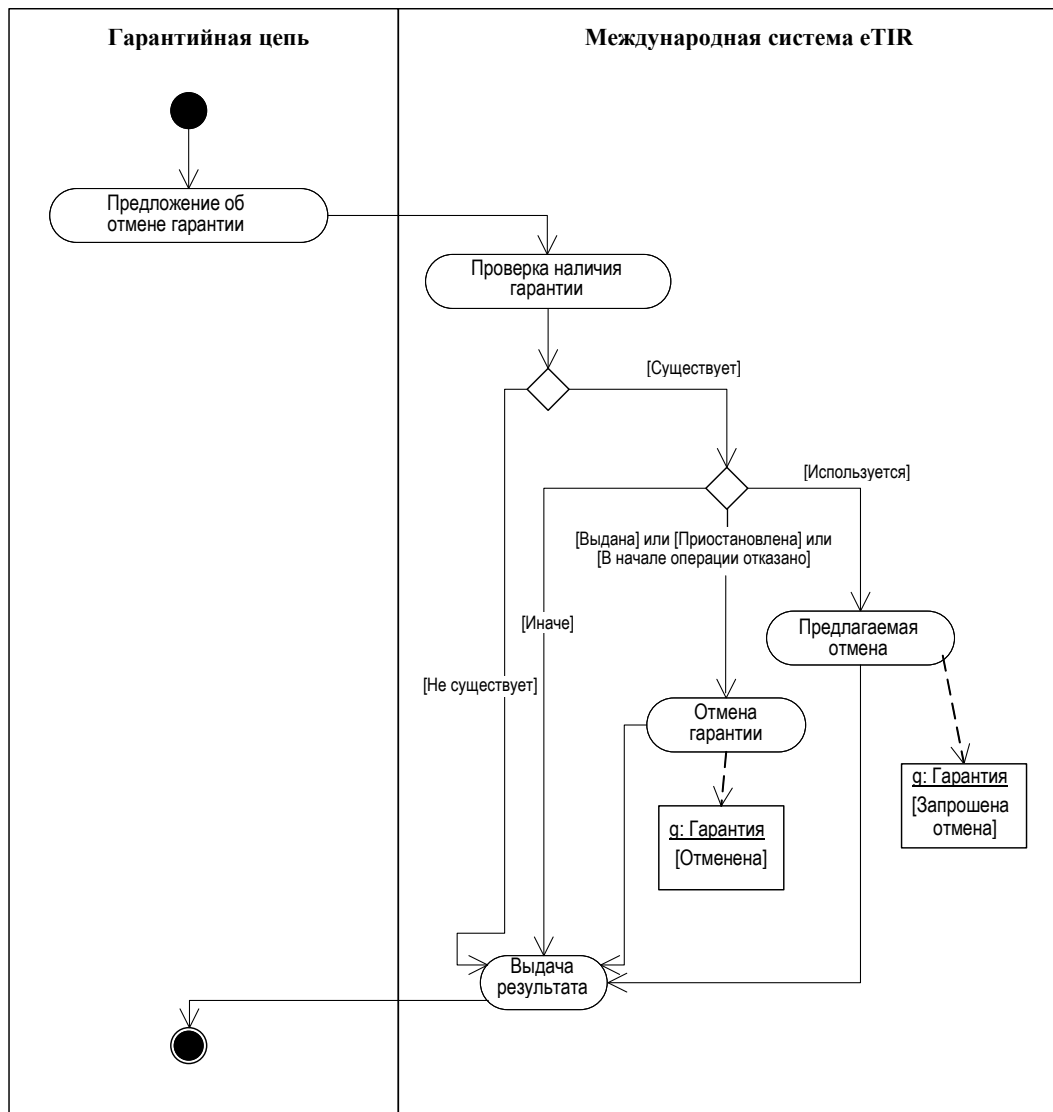 Гарантийная цепь
Международная система eTIR
Предложение об
отмене гарантии
Проверка наличия
гарантии
[Существует]
[Используется]
[Выдана] или [Приостановлена] или
[В начале операции отказано]
[Иначе]
Предлагаемая
отмена
[Не существует]
Отмена
гарантии
g: Гарантия
[Запрошена
отмена]
g: Гарантия
[Отменена]
Выдача
результата